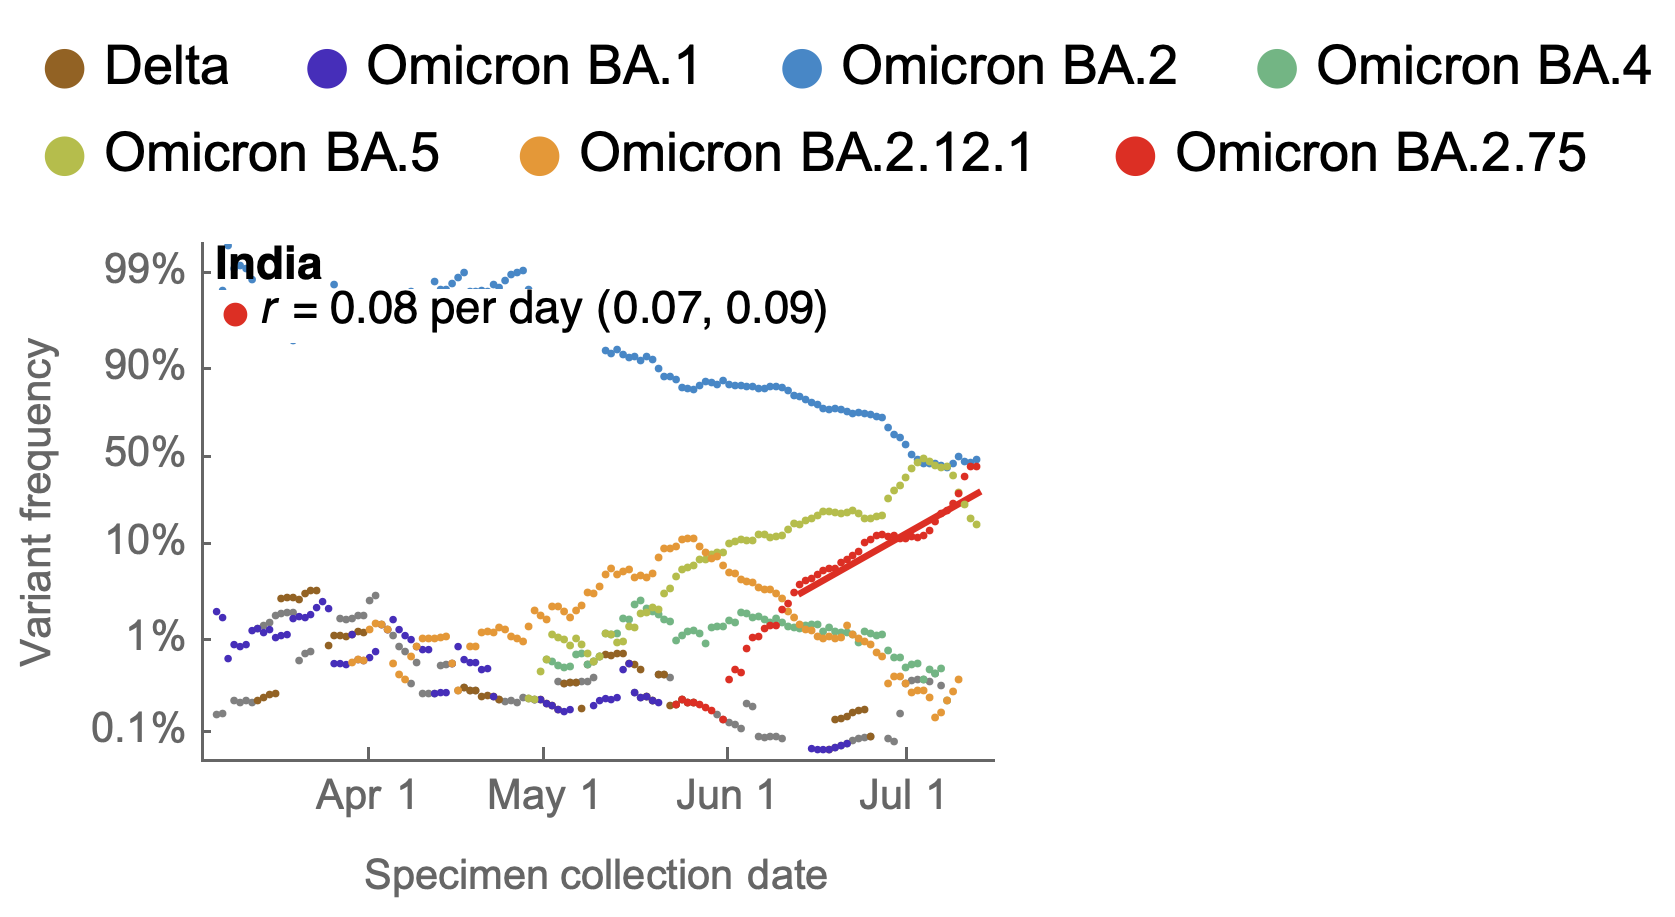 Delta Omicron BA.1 Omicron BA.2 Omicron BA.4
Omicron BA.5 Omicron BA.2.12.1 Omicron BA.2.75
India
r = 0.08 per day (0.07, 0.09)
99%
90%
50%
10%
1%
0.1%
Variant frequency
Apr 1 May 1 Jun 1 Jul 1
Specimen collection date